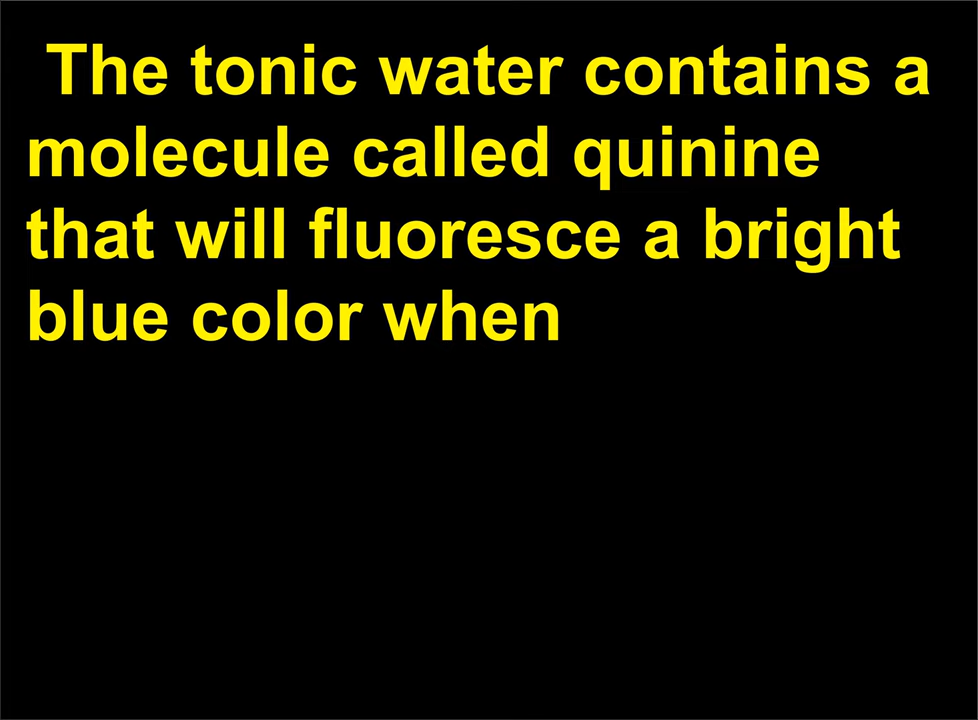 The tonic water contains a
molecule called quinine
that will fluoresce a bright
blue color when